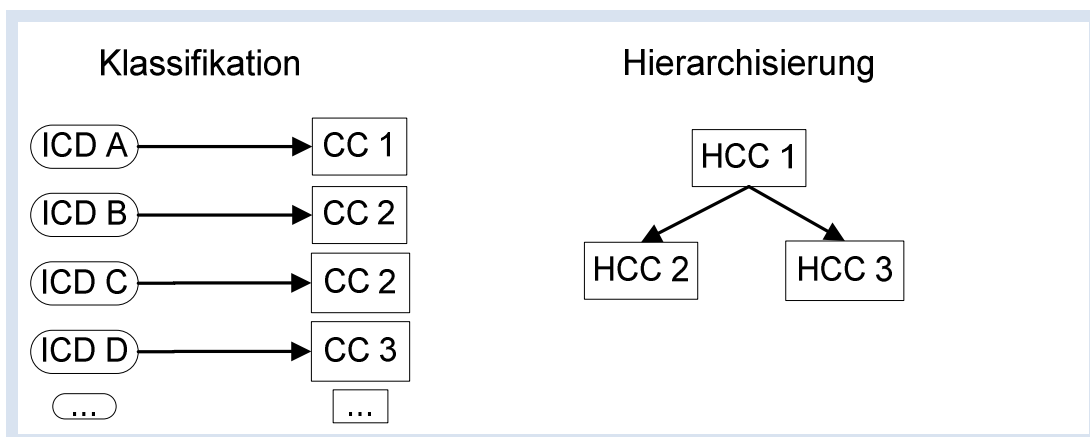 Klassifikation
ICD A CC 1
ICD B CC 2
ICD C CC 2
ICD D CC 3
... ...
Hierarchisierung
HCC 1
HCC 2 HCC 3